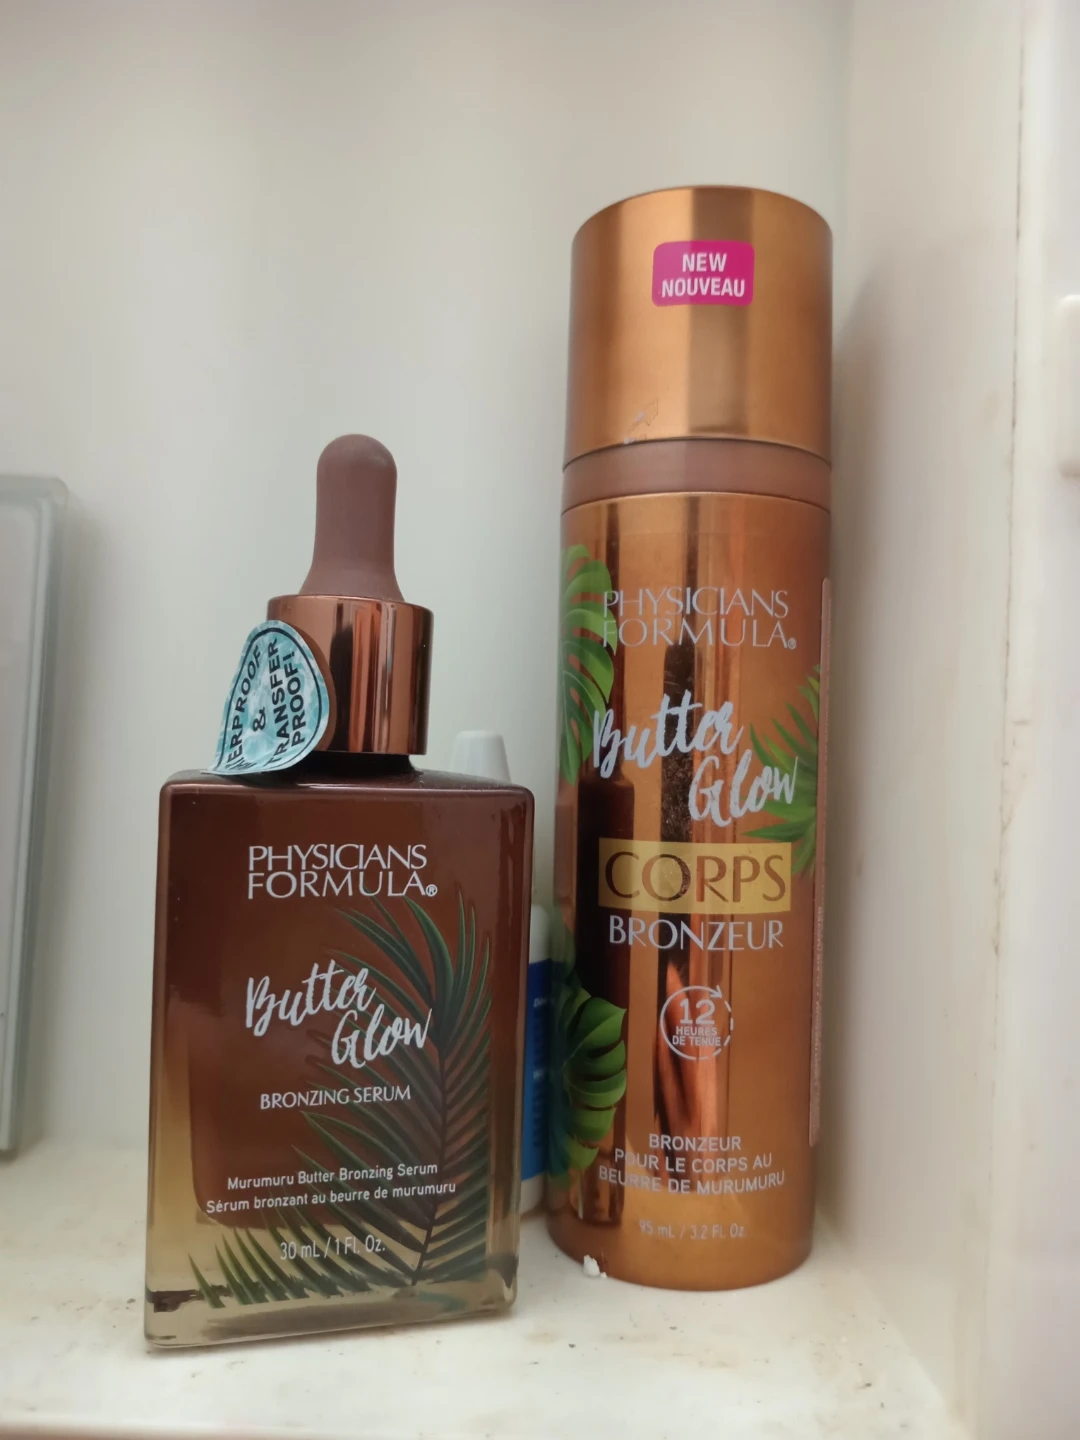 NEW
NOUVEAU
PHYSICIANS
FORMULA®
Butter
Glow
CORPS
BRONZEUR
12
HEURES
DE TENUE
BRONZEUR
POUR LE CORPS AU
BEURRE DE MURUMURU
95 mL / 3.2 Fl. Oz.
&
PROOF!
PHYSICIANS
FORMULA®
Butter
Glow
BRONZING SERUM
Murumuru Butter Bronzing Serum
Sérum bronzant au beurre de murumuru
30 mL / 1 Fl. Oz.